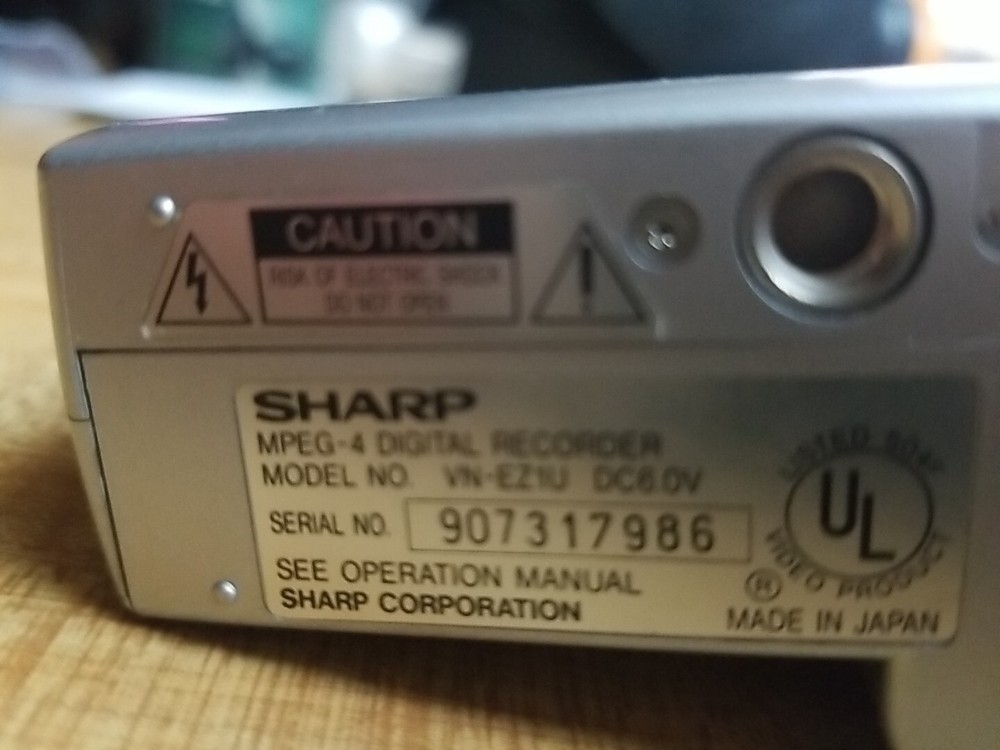 CAUTION
RISK OF ELECTRIC SHOCK
DO NOT OPEN
SHARP
MPEG-4 DIGITAL RECORDER
MODEL NO. VN-EZ1U DC6.0V
SERIAL NO. 907317986
SEE OPERATION MANUAL
SHARP CORPORATION
LISTED
UL
VIDEO PRODUCT
®
MADE IN JAPAN